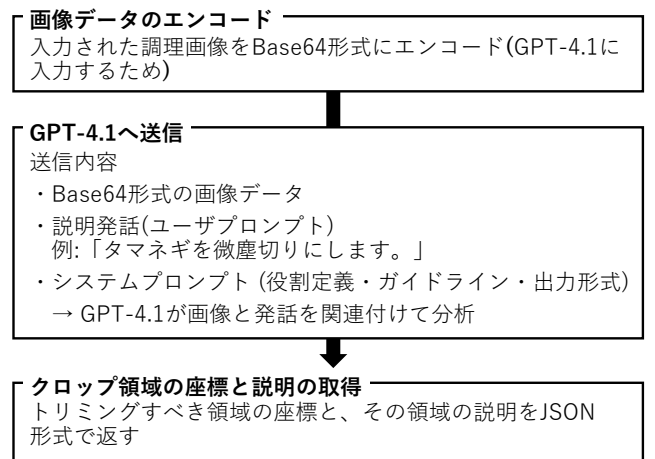 画像データのエンコード
入力された調理画像をBase64形式にエンコード(GPT-4.1に
入力するため)
GPT-4.1へ送信
送信内容
・Base64形式の画像データ
・説明発話(ユーザプロンプト)
例:「タマネギを微塵切りにします。」
・システムプロンプト (役割定義・ガイドライン・出力形式)
→ GPT-4.1が画像と発話を関連付けて分析
クロップ領域の座標と説明の取得
トリミングすべき領域の座標と、その領域の説明をJSON
形式で返す